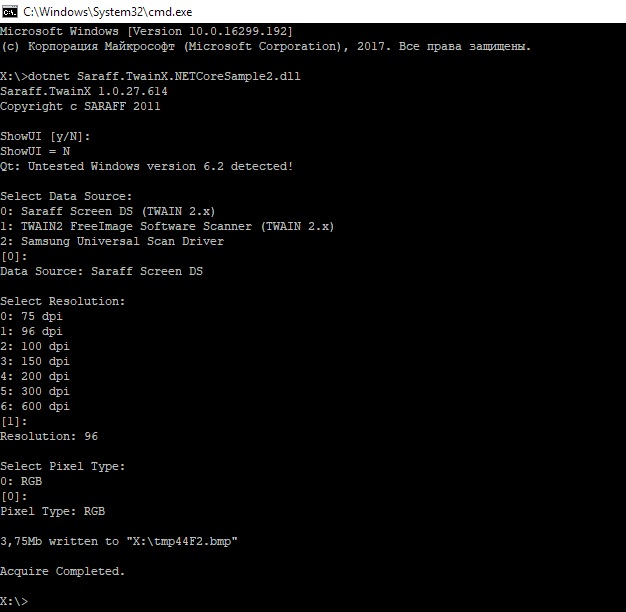 C:\Windows\System32\cmd.exe
Microsoft Windows [Version 10.0.16299.192]
(c) Корпорация Майкрософт (Microsoft Corporation), 2017. Все права защищены.
X:\>dotnet Saraff.TwainX.NETCoreSample2.dll
Saraff.TwainX 1.0.27.614
Copyright c SARAFF 2011
ShowUI [y/N]:
ShowUI = N
Qt: Untested Windows version 6.2 detected!
Select Data Source:
0: Saraff Screen DS (TWAIN 2.x)
1: TWAIN2 FreeImage Software Scanner (TWAIN 2.x)
2: Samsung Universal Scan Driver
[0]:
Data Source: Saraff Screen DS
Select Resolution:
0: 75 dpi
1: 96 dpi
2: 100 dpi
3: 150 dpi
4: 200 dpi
5: 300 dpi
6: 600 dpi
[1]:
Resolution: 96
Select Pixel Type:
0: RGB
[0]:
Pixel Type: RGB
3,75Mb written to "X:\tmp44F2.bmp"
Acquire Completed.
X:\>